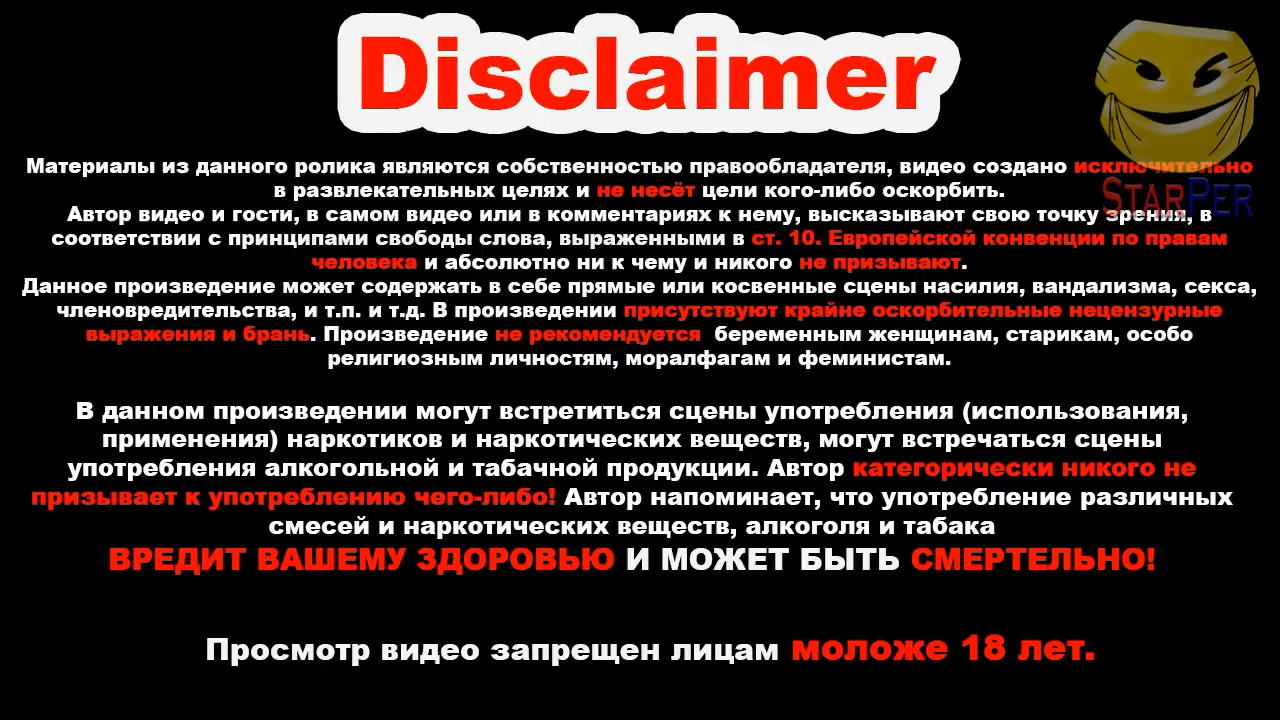 Disclaimer
Материалы из данного ролика являются собственностью правообладателя, видео создано исключительно
в развлекательных целях и не несёт цели кого-либо оскорбить.
STARPER
Автор видео и гости, в самом видео или в комментариях к нему, высказывают свою точку зрения, в
соответствии с принципами свободы слова, выраженными в ст. 10. Европейской конвенции по правам
человека и абсолютно ни к чему и никого не призывают.
Данное произведение может содержать в себе прямые или косвенные сцены насилия, вандализма, секса,
членовредительства, и т.п. и т.д. В произведении присутствуют крайне оскорбительные нецензурные
выражения и брань. Произведение не рекомендуется беременным женщинам, старикам, особо
религиозным личностям, моралфагам и феминистам.
В данном произведении могут встретиться сцены употребления (использования,
применения) наркотиков и наркотических веществ, могут встречаться сцены
употребления алкогольной и табачной продукции. Автор категорически никого не
призывает к употреблению чего-либо! Автор напоминает, что употребление различных
смесей и наркотических веществ, алкоголя и табака
ВРЕДИТ ВАШЕМУ ЗДОРОВЬЮ И МОЖЕТ БЫТЬ СМЕРТЕЛЬНО!
Просмотр видео запрещен лицам моложе 18 лет.